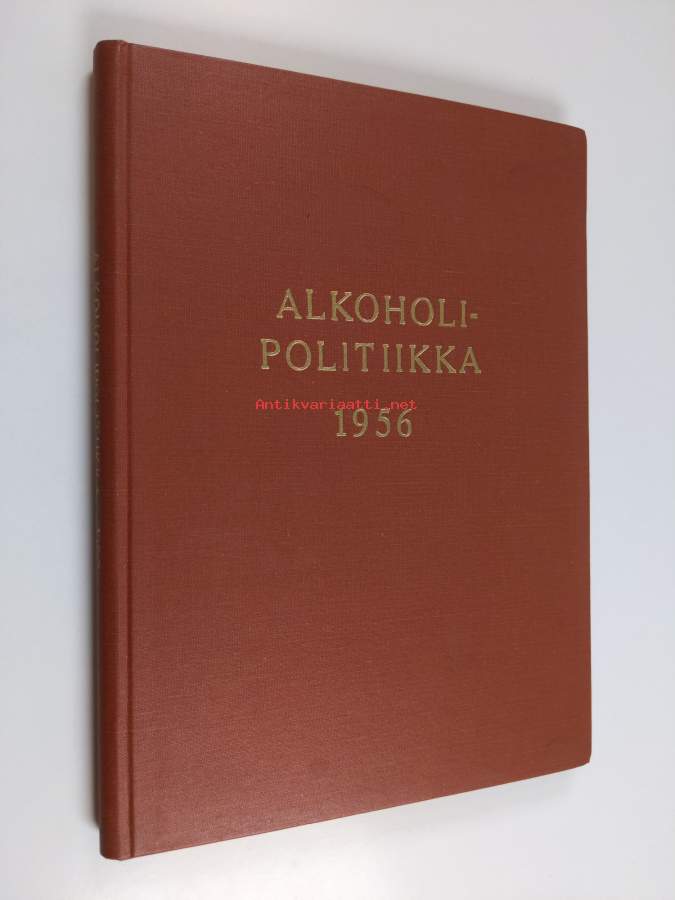 ALKOHOLI-
POLITIIKKA
Antikvariaatti.net
1956